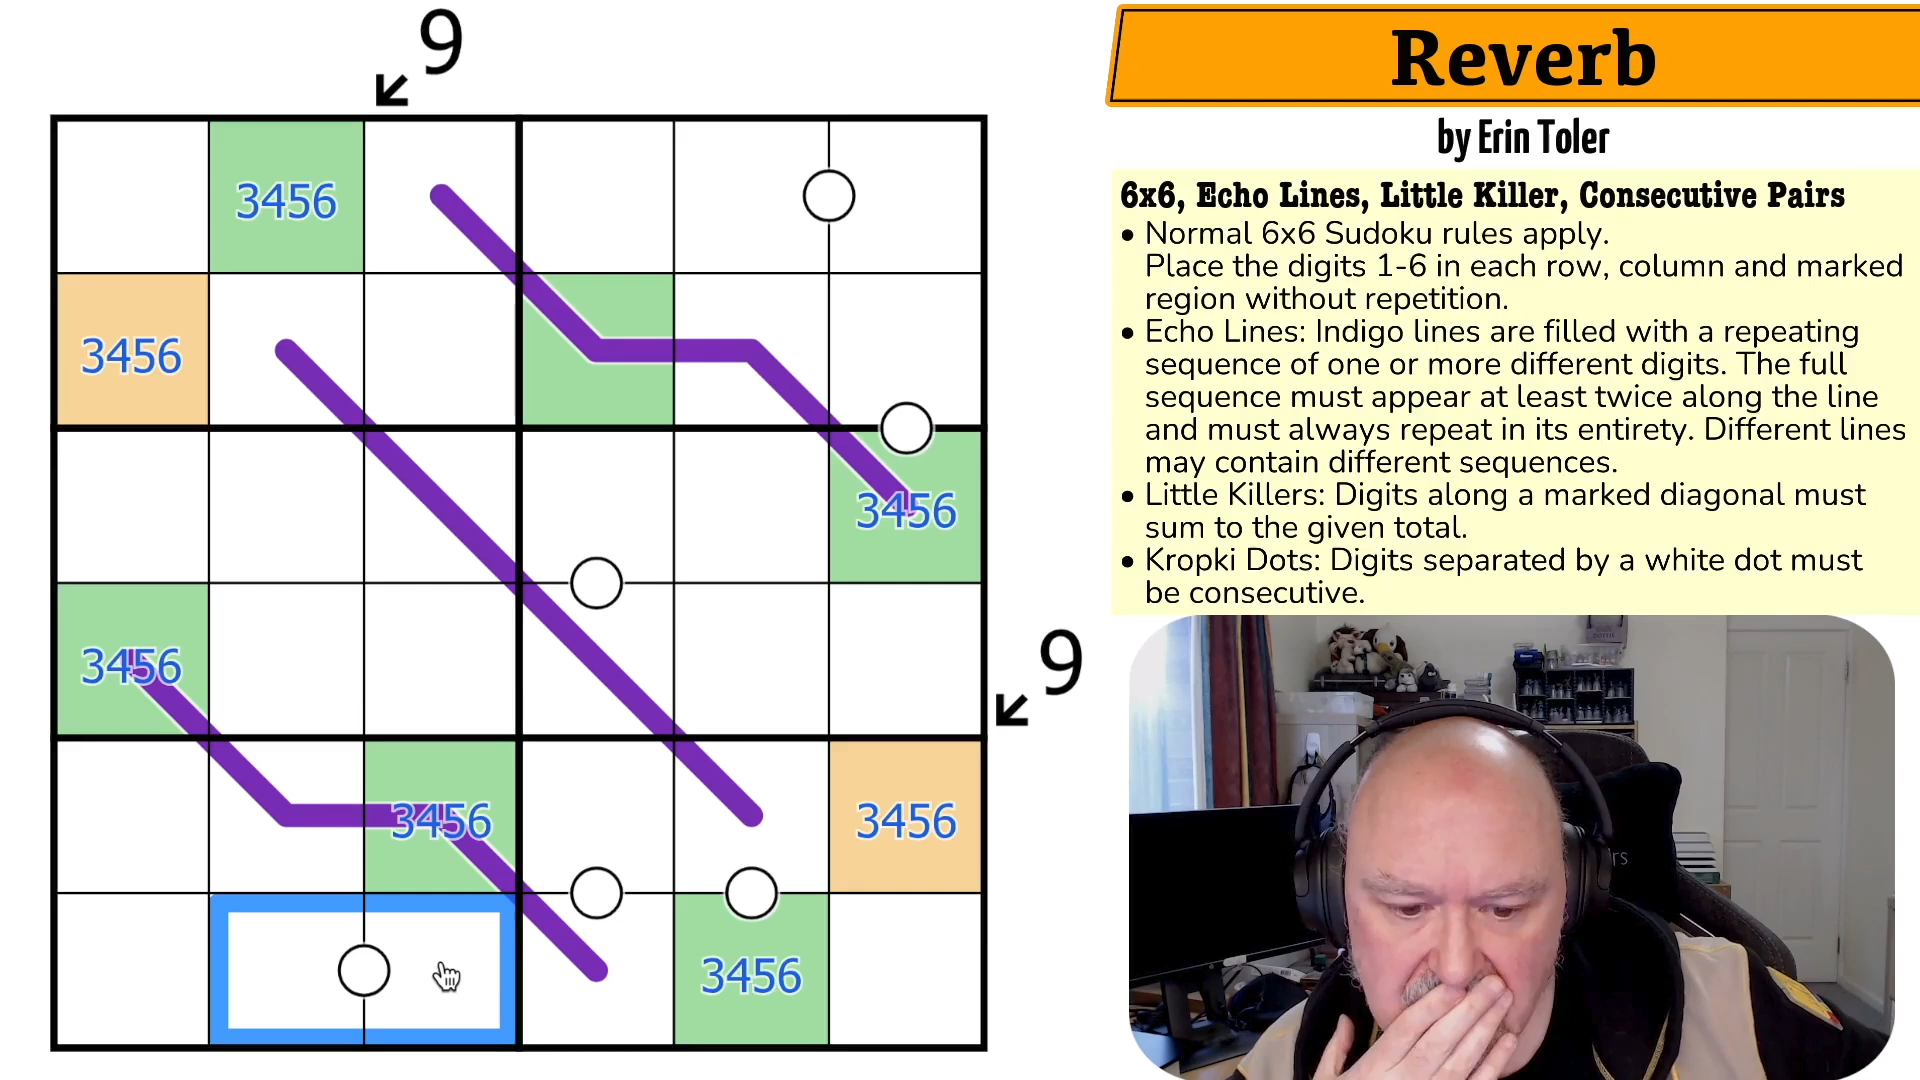 9
Reverb
by Erin Toler
6x6, Echo Lines, Little Killer, Consecutive Pairs
• Normal 6x6 Sudoku rules apply.
Place the digits 1-6 in each row, column and marked
region without repetition.
• Echo Lines: Indigo lines are filled with a repeating
sequence of one or more different digits. The full
sequence must appear at least twice along the line
and must always repeat in its entirety. Different lines
may contain different sequences.
• Little Killers: Digits along a marked diagonal must
sum to the given total.
• Kropki Dots: Digits separated by a white dot must
be consecutive.
3456
3456
3456
3456
9
3456
3456
3456